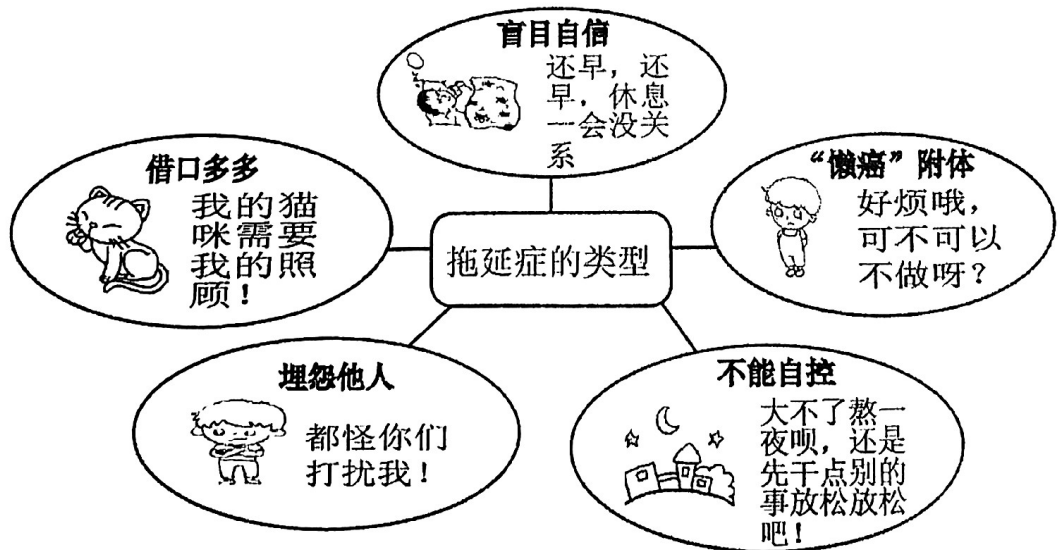 盲目自信
还早，还
早，休息
一会没关
系
借口多多
我的猫
咪需要
我的照
顾！
“懒癌”附体
好烦哦，
可不可以
不做呀？
拖延症的类型
埋怨他人
都怪你们
打扰我！
不能自控
大不了熬一
夜呗，还是
先干点别的
事放松放松
吧！